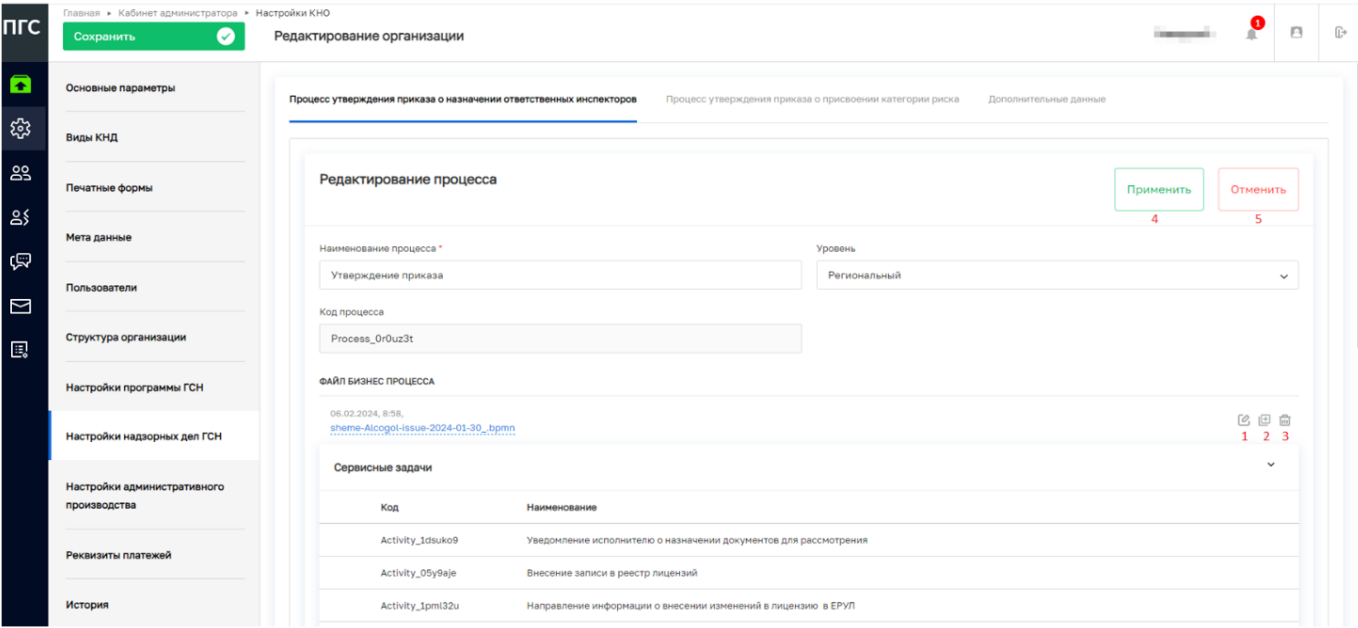 ПГС
Главная ▸ Кабинет администратора ▸ Настройки КНО
Сохранить
Редактирование организации
1
Основные параметры
Виды КНД
Печатные формы
Мета данные
Пользователи
Структура организации
Настройки программы ГСН
Настройки надзорных дел ГСН
Настройки административного
производства
Реквизиты платежей
История
Процесс утверждения приказа о назначении ответственных инспекторов
Процесс утверждения приказа о присвоении категории риска
Дополнительные данные
Редактирование процесса
Применить
Отменить
4
5
Наименование процесса *
Уровень
Утверждение приказа
Региональный
Код процесса
Process_0r0uz3t
ФАЙЛ БИЗНЕС ПРОЦЕССА
06.02.2024, 8:58,
sheme-Alcogol-issue-2024-01-30_.bpmn
1 2 3
Сервисные задачи
Код Наименование
Activity_1dsuko9 Уведомление исполнителю о назначении документов для рассмотрения
Activity_05y9aje Внесение записи в реестр лицензий
Activity_1pml32u Направление информации о внесении изменений в лицензию в ЕРУЛ